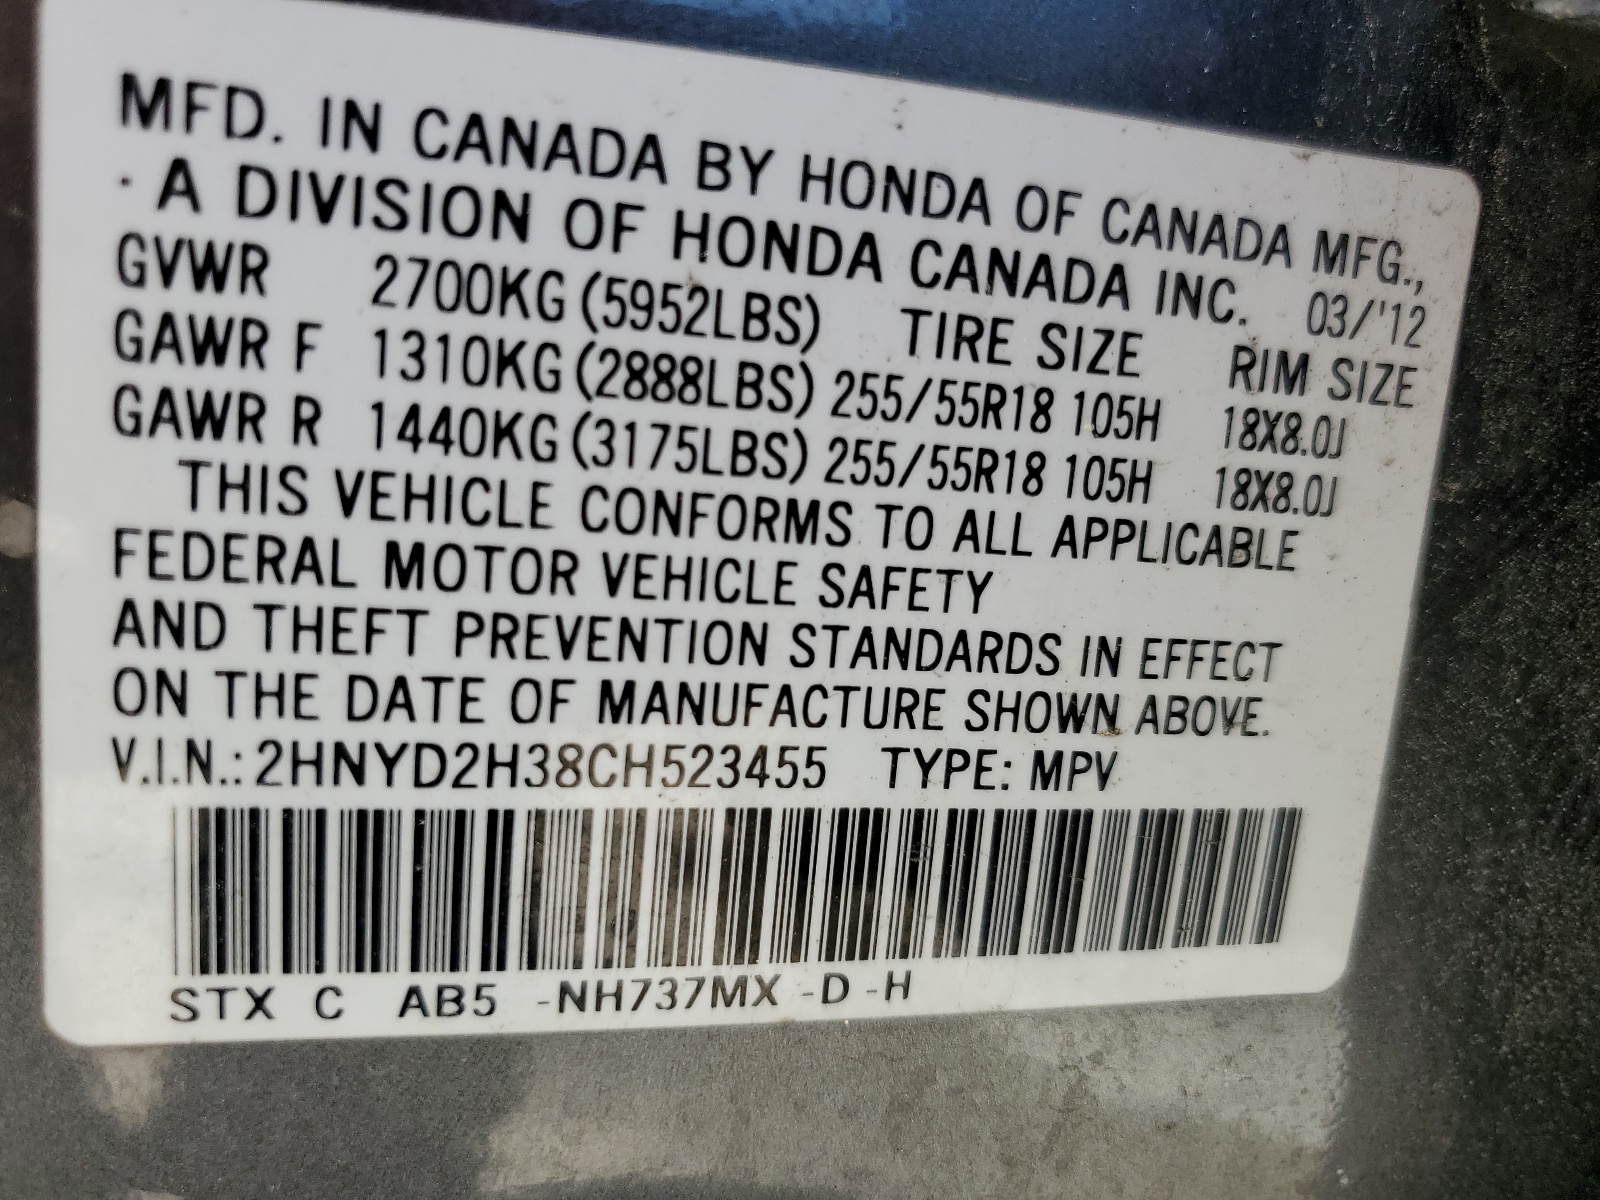 MFD. IN CANADA BY HONDA OF CANADA MFG.,
· A DIVISION OF HONDA CANADA INC. 03/'12
GVWR 2700KG (5952LBS) TIRE SIZE RIM SIZE
GAWR F 1310KG (2888LBS) 255/55R18 105H 18X8.0J
GAWR R 1440KG (3175LBS) 255/55R18 105H 18X8.0J
THIS VEHICLE CONFORMS TO ALL APPLICABLE
FEDERAL MOTOR VEHICLE SAFETY
AND THEFT PREVENTION STANDARDS IN EFFECT
ON THE DATE OF MANUFACTURE SHOWN ABOVE.
V.I.N.: 2HNYD2H38CH523455 TYPE: MPV
STX C AB5 -NH737MX -D -H